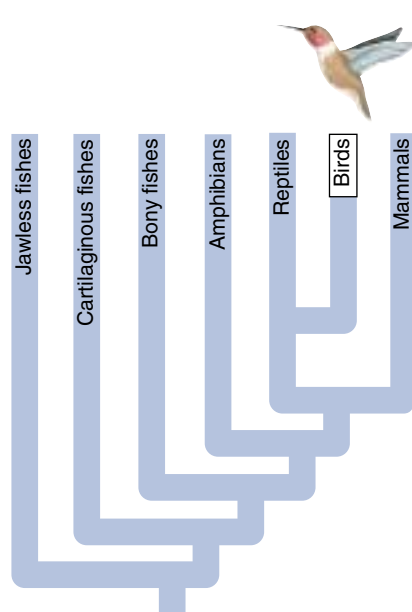 Jawless fishes
Cartilaginous fishes
Bony fishes
Amphibians
Reptiles
Birds
Mammals